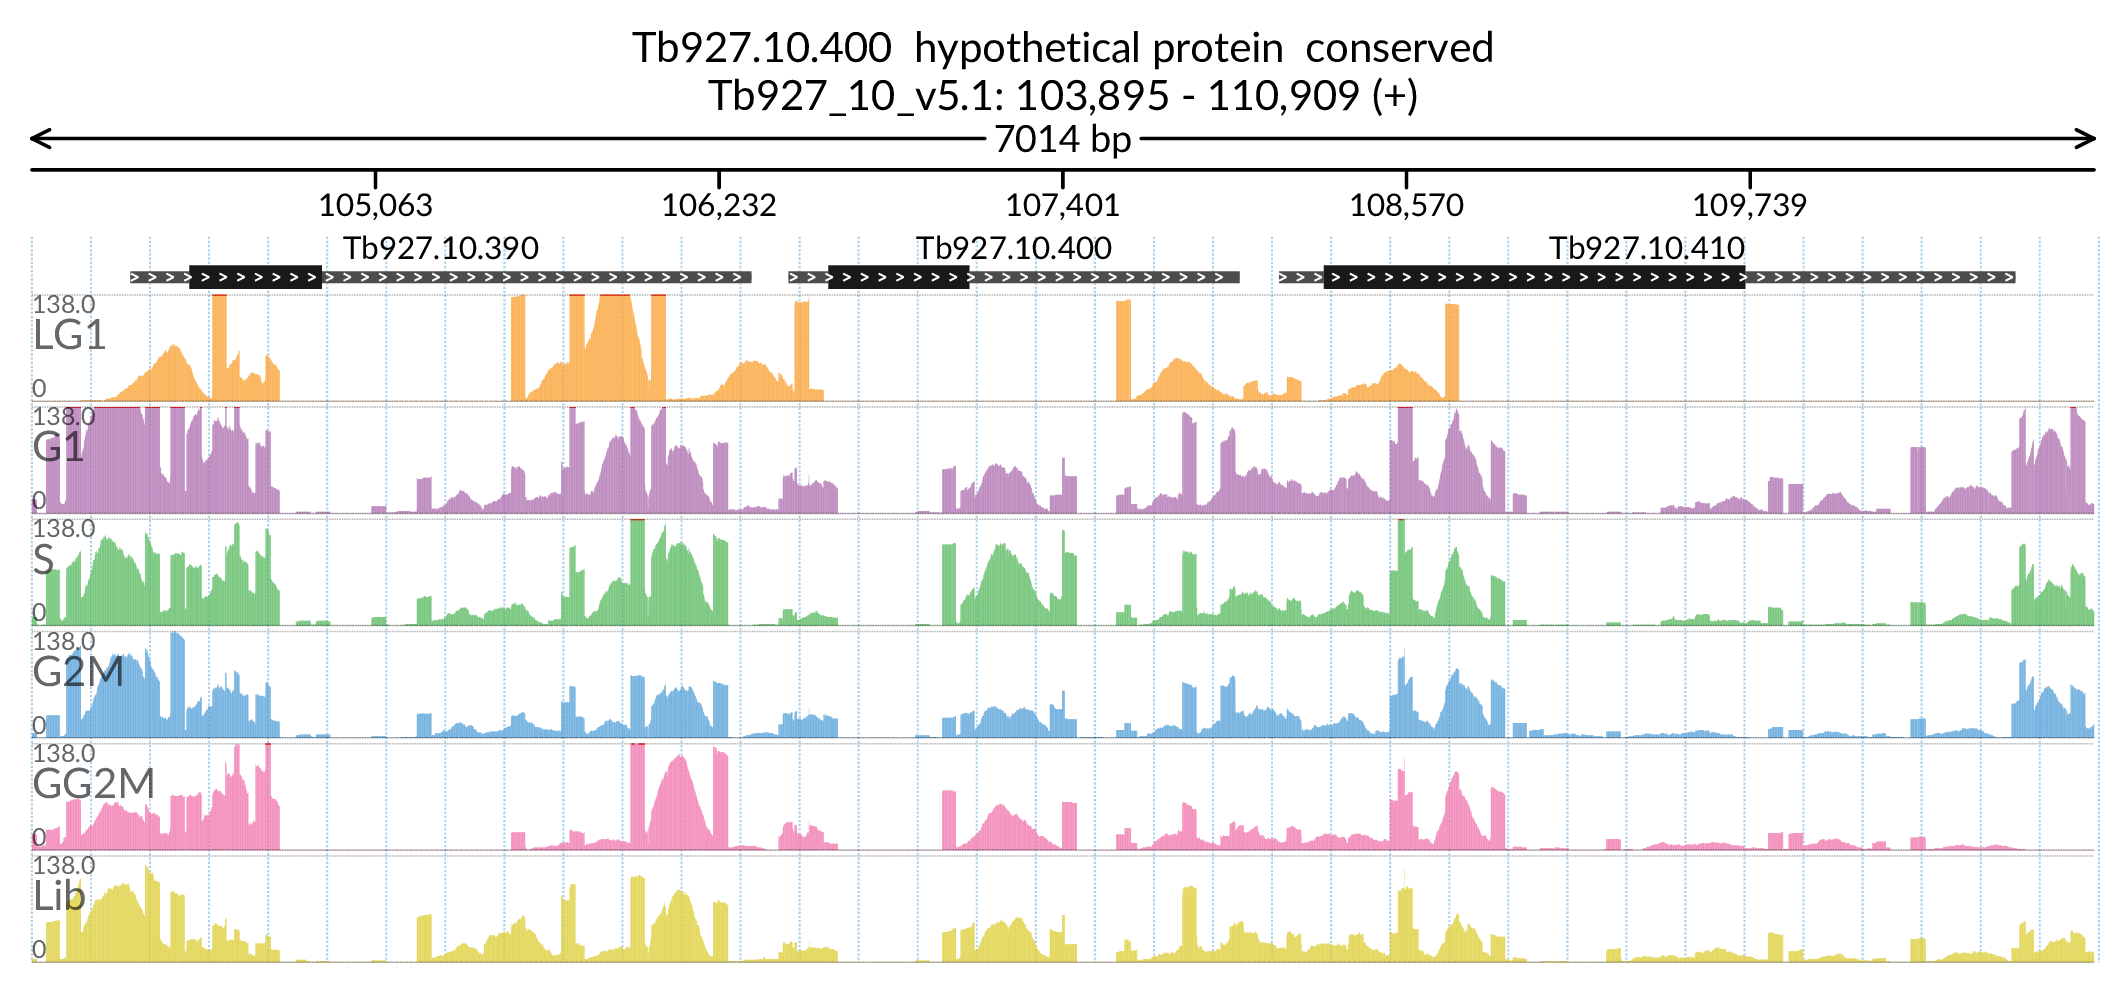 Tb927.10.400  hypothetical protein  conserved
Tb927_10_v5.1: 103,895 - 110,909 (+)
7014 bp
105,063 106,232 107,401 108,570 109,739
Tb927.10.390 Tb927.10.400 Tb927.10.410
138.0
LG1
0
138.0
G1
0
138.0
S
0
138.0
G2M
0
138.0
GG2M
0
138.0
Lib
0